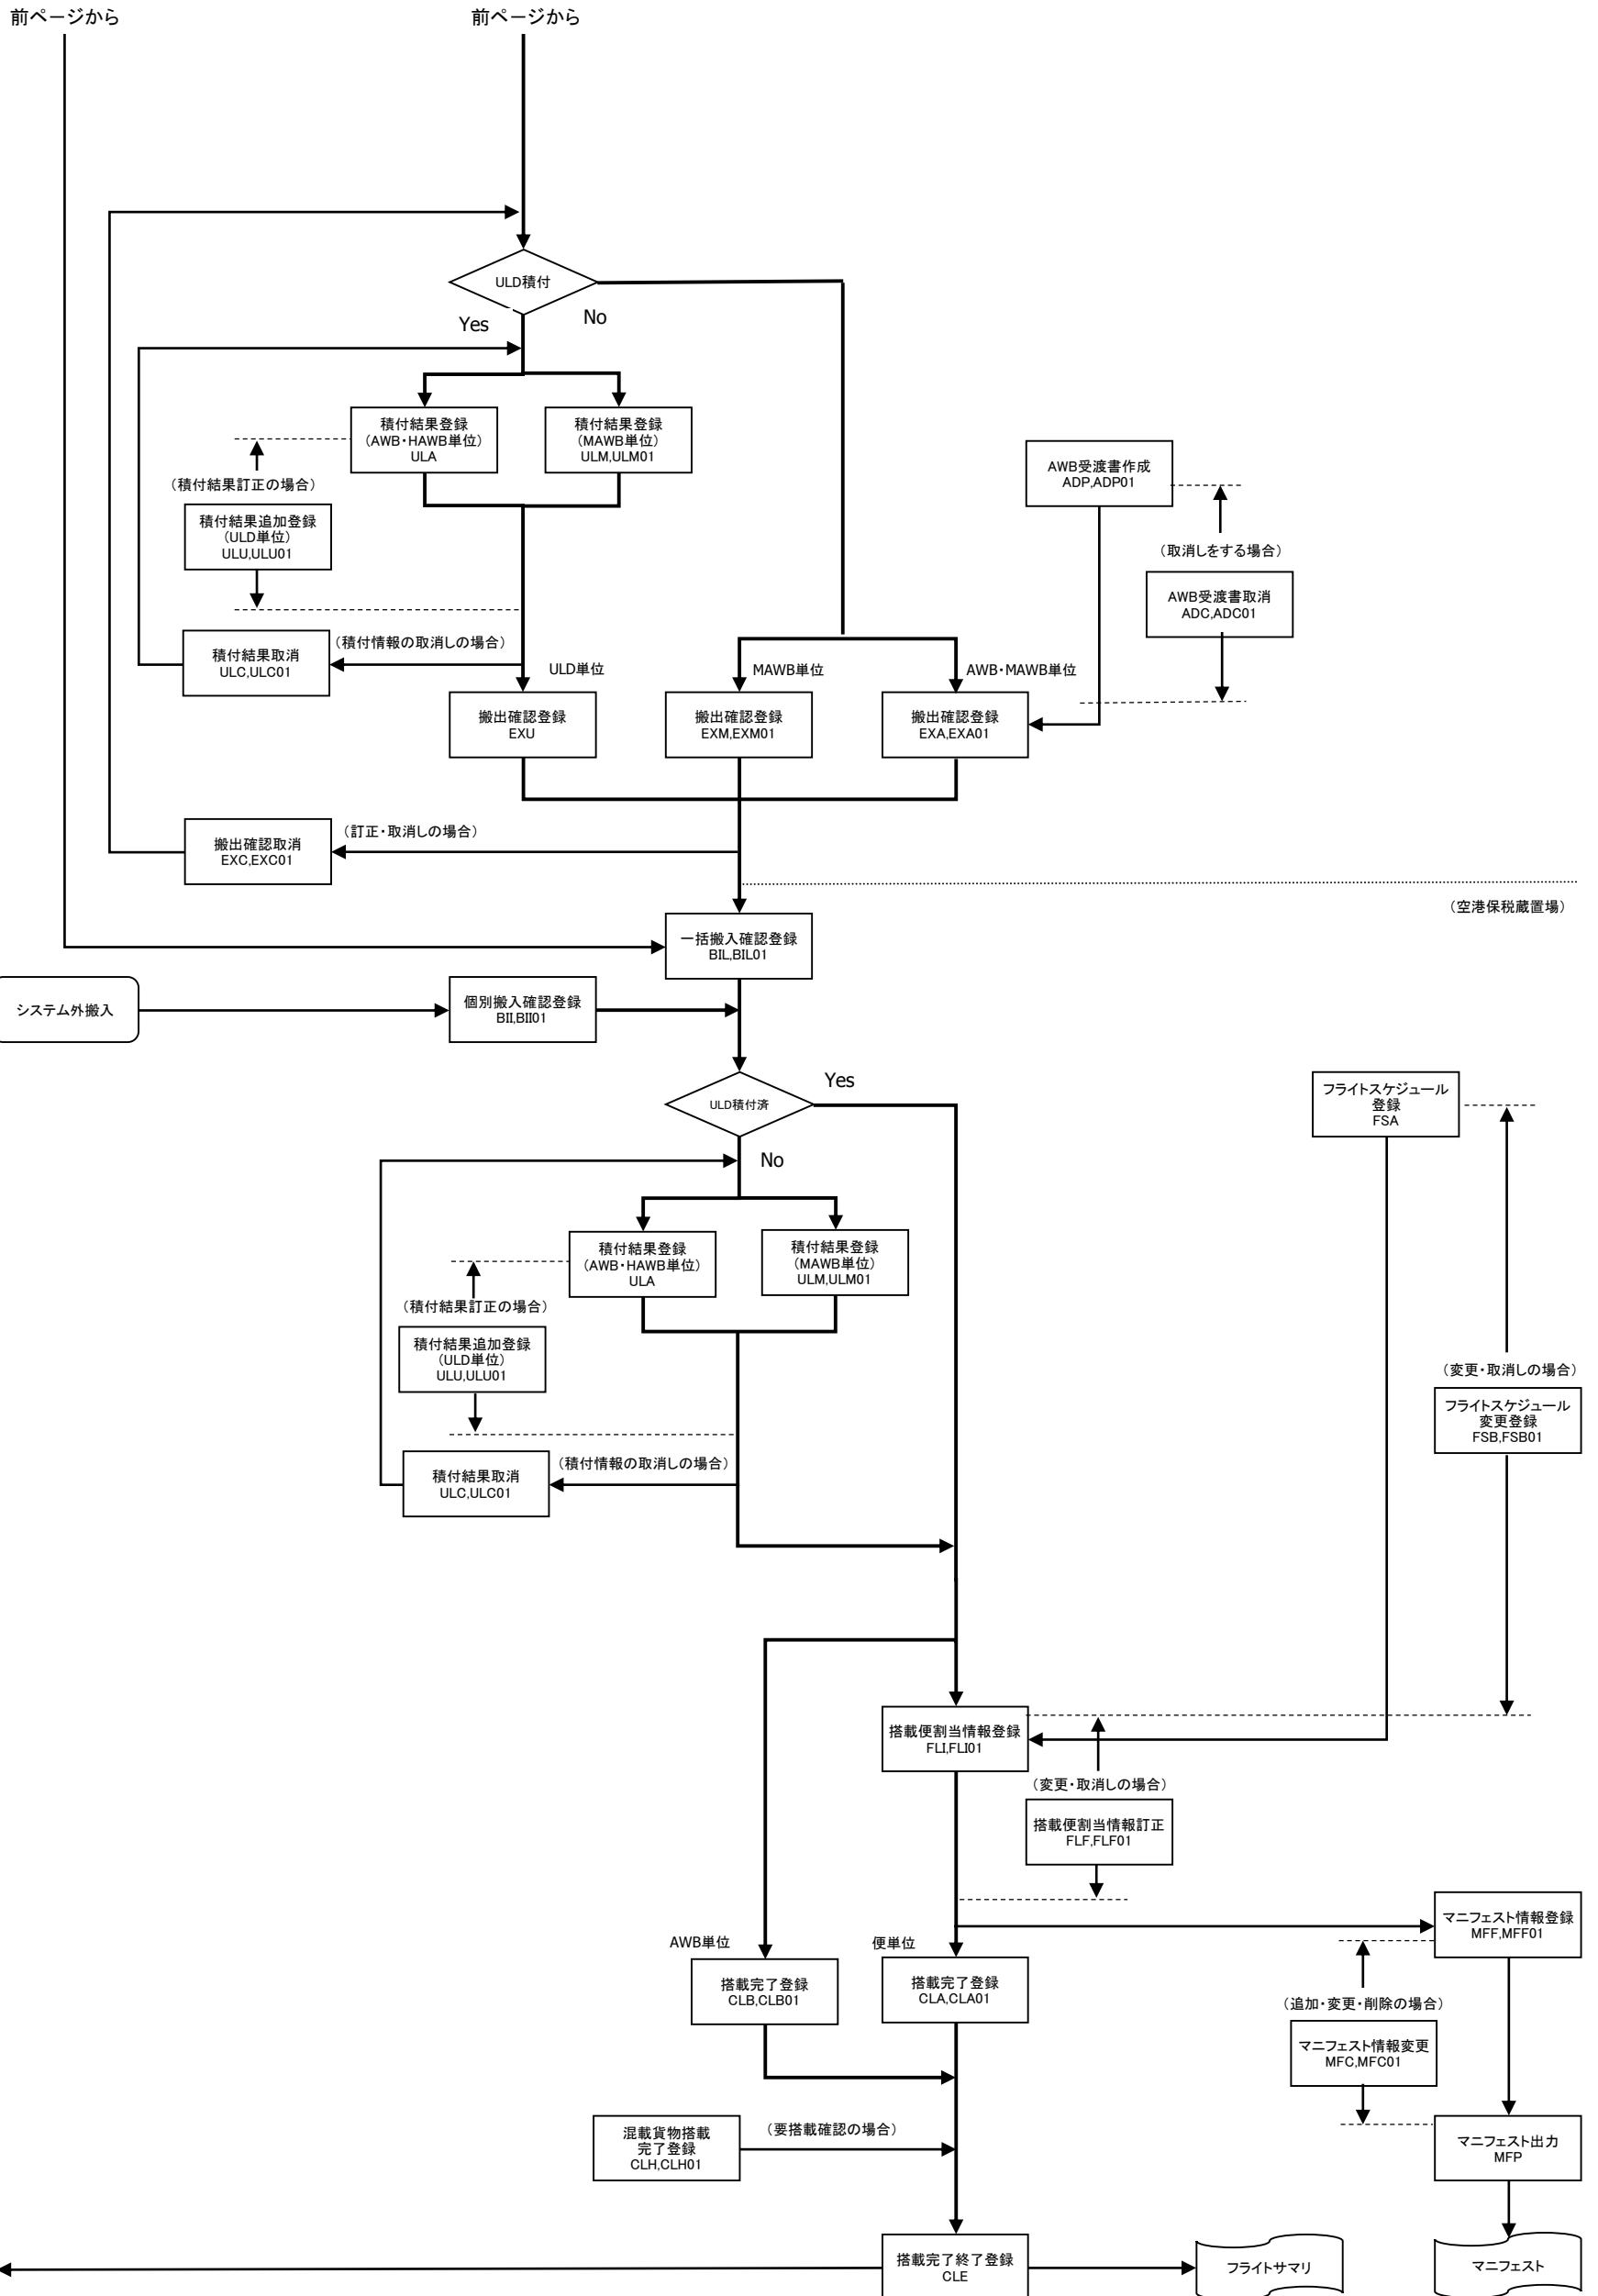 前ページから
前ページから
ULD積付
Yes
No
積付結果登録
（AWB・HAWB単位）
ULA
積付結果登録
（MAWB単位）
ULM,ULM01
AWB受渡書作成
ADP,ADP01
（積付結果訂正の場合）
積付結果追加登録
（ULD単位）
ULU,ULU01
（取消しをする場合）
AWB受渡書取消
ADC,ADC01
積付結果取消
ULC,ULC01
（積付情報の取消しの場合）
ULD単位
MAWB単位
AWB・MAWB単位
搬出確認登録
EXU
搬出確認登録
EXM,EXM01
搬出確認登録
EXA,EXA01
搬出確認取消
EXC,EXC01
（訂正・取消しの場合）
（空港保税蔵置場）
一括搬入確認登録
BIL,BIL01
システム外搬入
個別搬入確認登録
BII,BII01
ULD積付済
Yes
No
フライトスケジュール
登録
FSA
積付結果登録
（AWB・HAWB単位）
ULA
積付結果登録
（MAWB単位）
ULM,ULM01
（積付結果訂正の場合）
積付結果追加登録
（ULD単位）
ULU,ULU01
（変更・取消しの場合）
フライトスケジュール
変更登録
FSB,FSB01
積付結果取消
ULC,ULC01
（積付情報の取消しの場合）
搭載便割当情報登録
FLI,FLI01
（変更・取消しの場合）
搭載便割当情報訂正
FLF,FLF01
マニフェスト情報登録
MFF,MFF01
AWB単位
便単位
搭載完了登録
CLB,CLB01
搭載完了登録
CLA,CLA01
（追加・変更・削除の場合）
マニフェスト情報変更
MFC,MFC01
混載貨物搭載
完了登録
CLH,CLH01
（要搭載確認の場合）
マニフェスト出力
MFP
搭載完了終了登録
CLE
フライトサマリ
マニフェスト